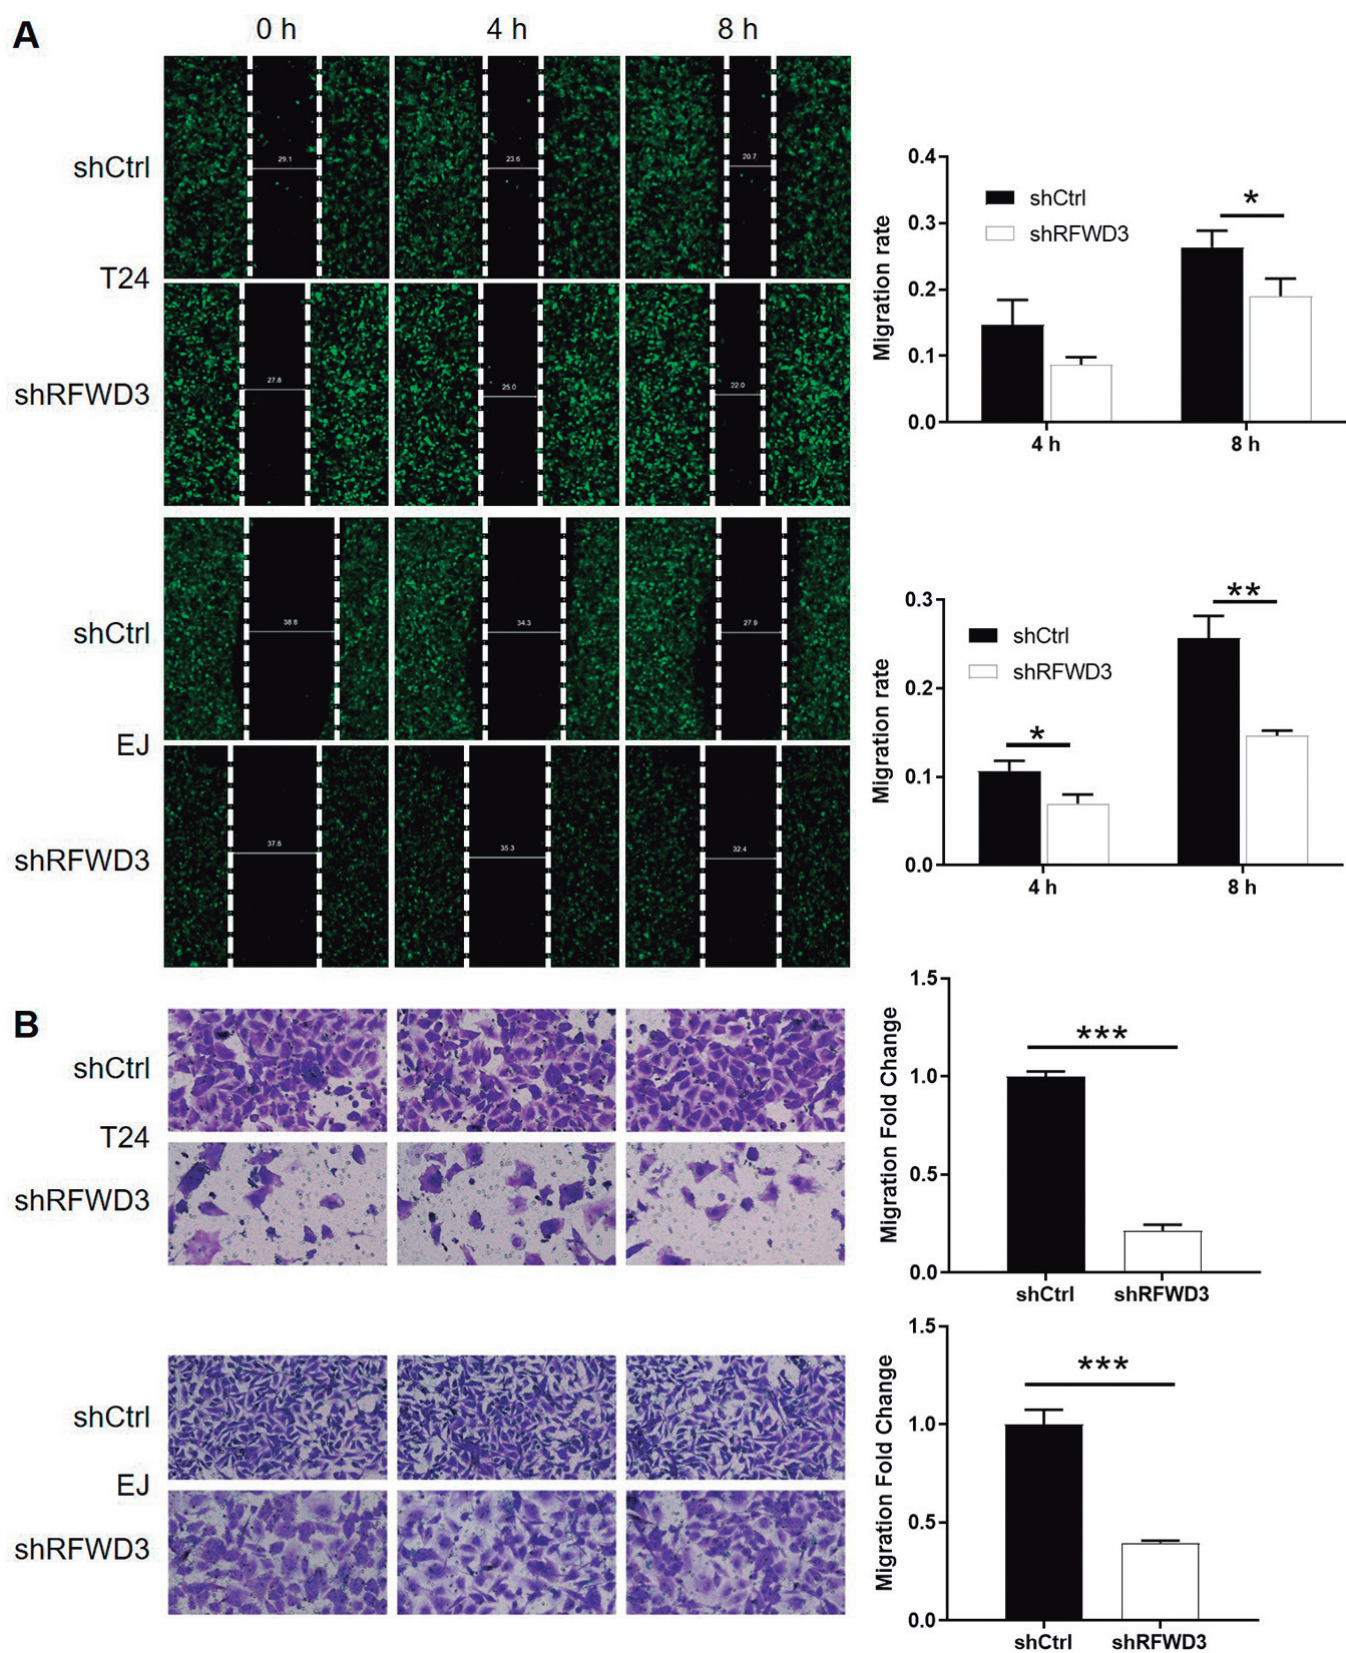 A
0 h 4 h 8 h
shCtrl
29.1 23.6 20.7
T24
shRFWD3
27.8 25.0 22.0
shCtrl
38.8 34.3 27.9
EJ
shRFWD3
37.6 35.3 32.4
Migration rate
0.4
0.3
0.2
0.1
0.0
shCtrl
shRFWD3
*
4 h 8 h
Migration rate
0.3
0.2
0.1
0.0
shCtrl
shRFWD3
*
**
4 h 8 h
B
shCtrl
T24
shRFWD3
Migration Fold Change
1.5
1.0
0.5
0.0
***
shCtrl shRFWD3
shCtrl
EJ
shRFWD3
Migration Fold Change
1.5
1.0
0.5
0.0
***
shCtrl shRFWD3